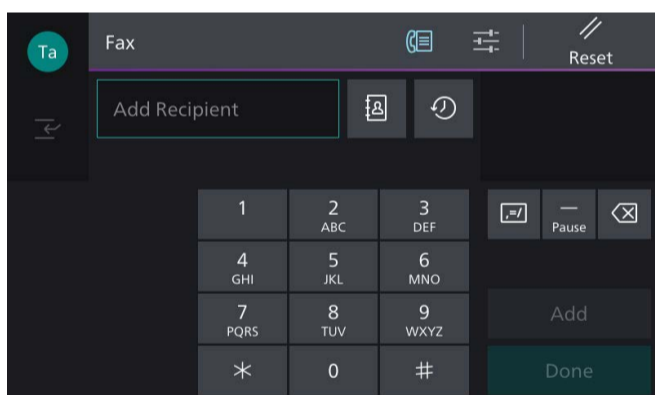 Ta
Fax
Reset
Add Recipient
1
2
ABC
3
DEF
,=/
Pause
4
GHI
5
JKL
6
MNO
7
PQRS
8
TUV
9
WXYZ
Add
*
0
#
Done